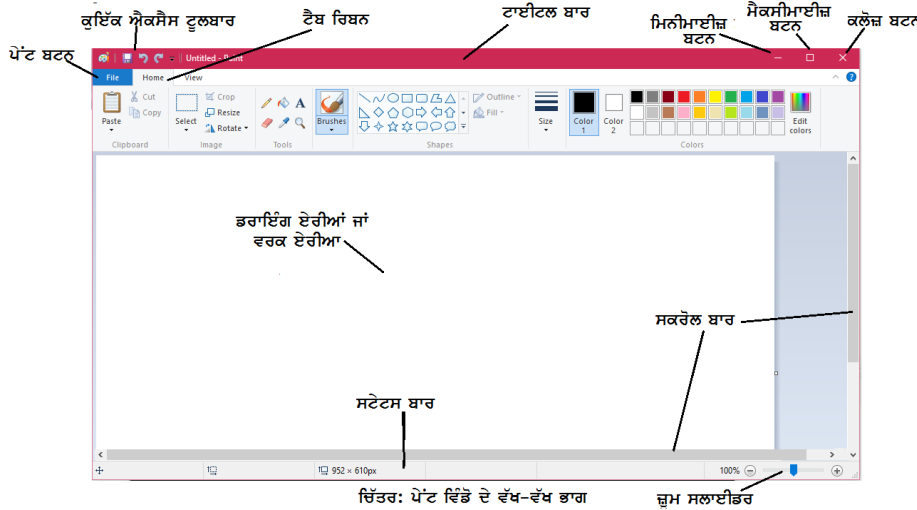 ਕੁਇੱਕ ਐਕਸੈਸ ਟੂਲਬਾਰ
ਟੈਬ ਰਿਬਨ
ਟਾਈਟਲ ਬਾਰ
ਮਿਨੀਮਾਈਜ਼
ਬਟਨ
ਮੈਕਸੀਮਾਈਜ਼
ਬਟਨ
ਕਲੋਜ਼ ਬਟਨ
ਪੇਂਟ ਬਟਨ
Untitled - Paint
File Home View
Paste
Cut
Copy
Clipboard
Select
Crop
Resize
Rotate
Image
A
Tools
Brushes
Outline
Fill
Shapes
Size
Color
1
Color
2
Edit
colors
Colors
ਡਰਾਇੰਗ ਏਰੀਆਂ ਜਾਂ
ਵਰਕ ਏਰੀਆ
ਸਕਰੋਲ ਬਾਰ
ਸਟੇਟਸ ਬਾਰ
952 × 610px
100%
ਚਿੱਤਰ: ਪੇਂਟ ਵਿੰਡੋ ਦੇ ਵੱਖ-ਵੱਖ ਭਾਗ
ਜ਼ੂਮ ਸਲਾਈਡਰ